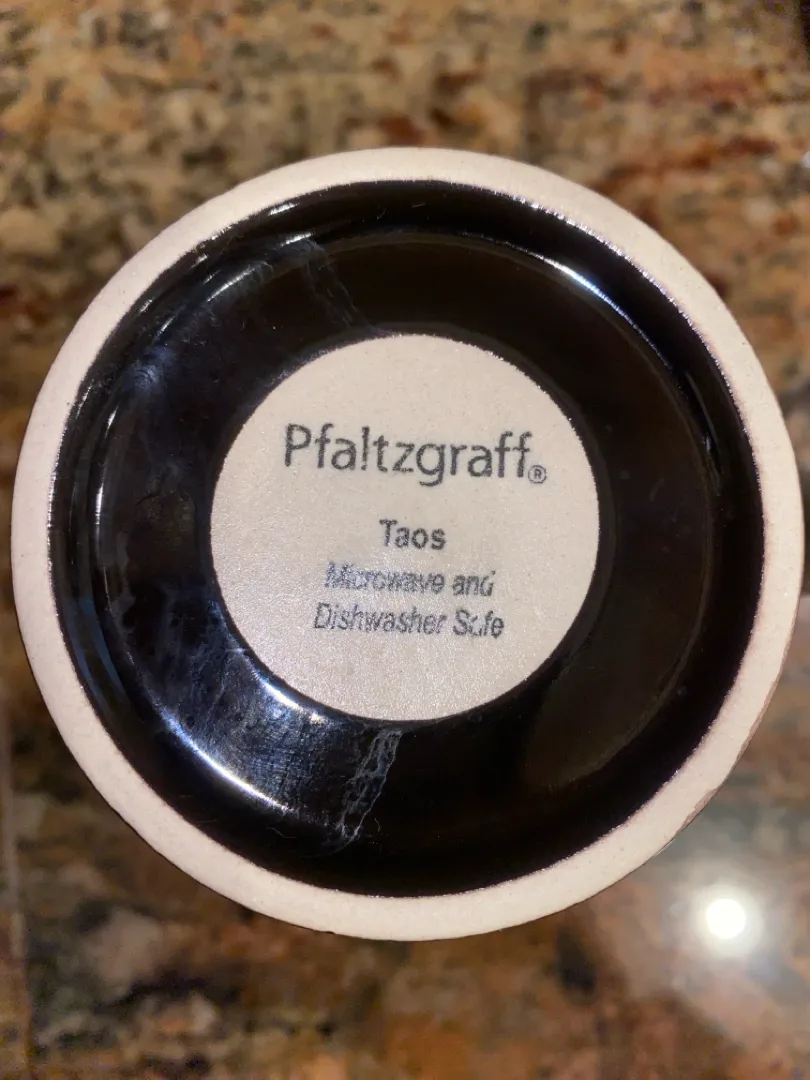 Pfaltzgraff®
Taos
Microwave and
Dishwasher Safe